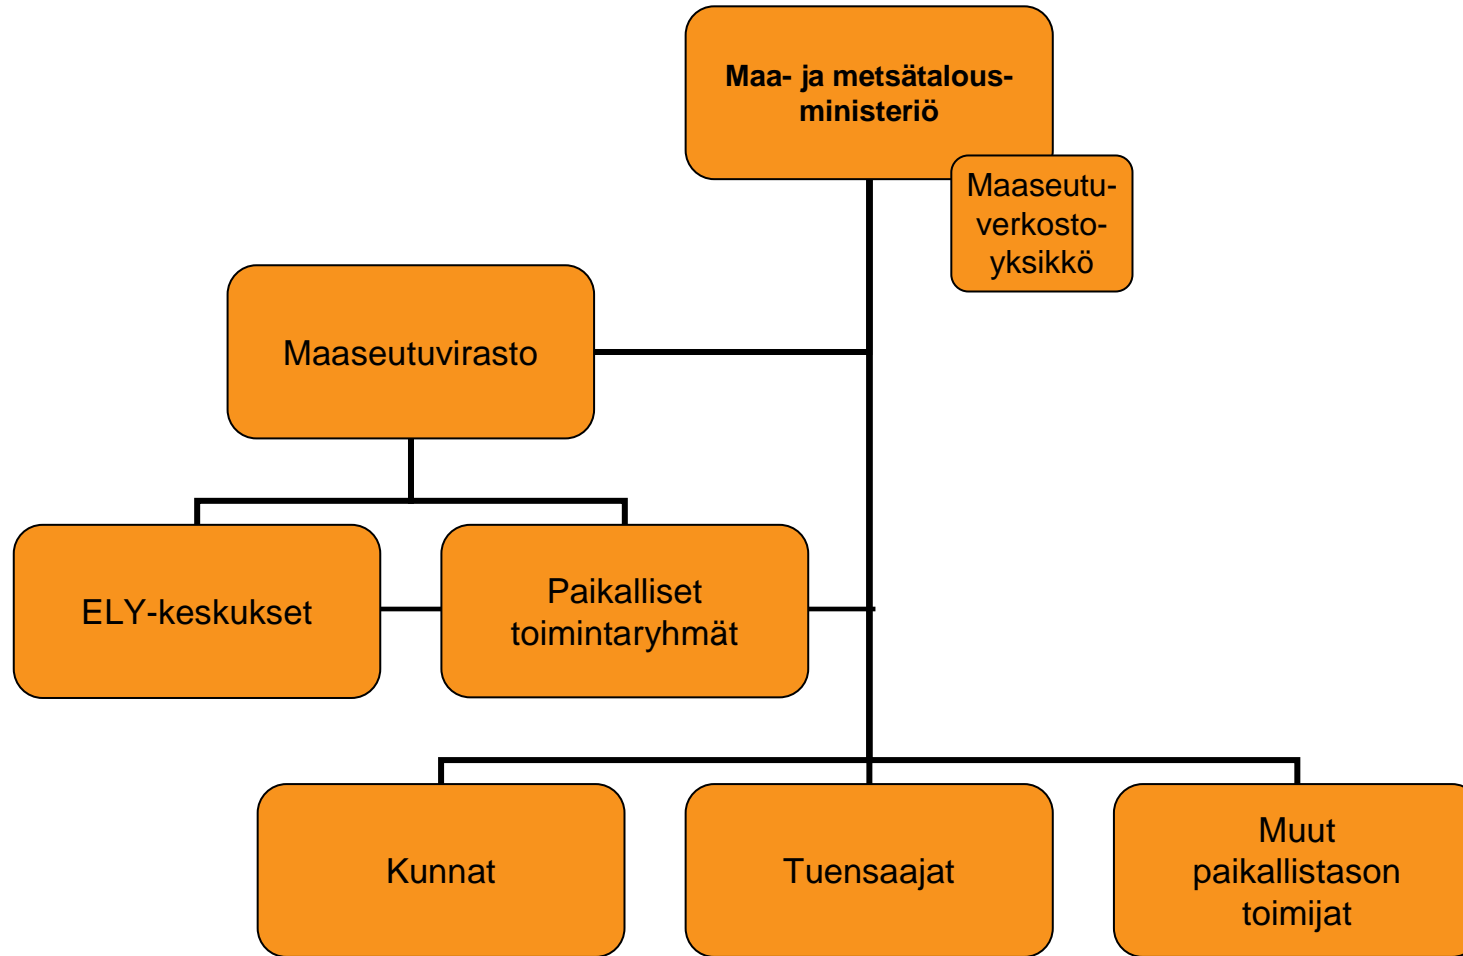 Maa- ja metsätalous-
ministeriö
Maaseutu-
verkosto-
yksikkö
Maaseutuvirasto
ELY-keskukset
Paikalliset
toimintaryhmät
Kunnat
Tuensaajat
Muut
paikallistason
toimijat